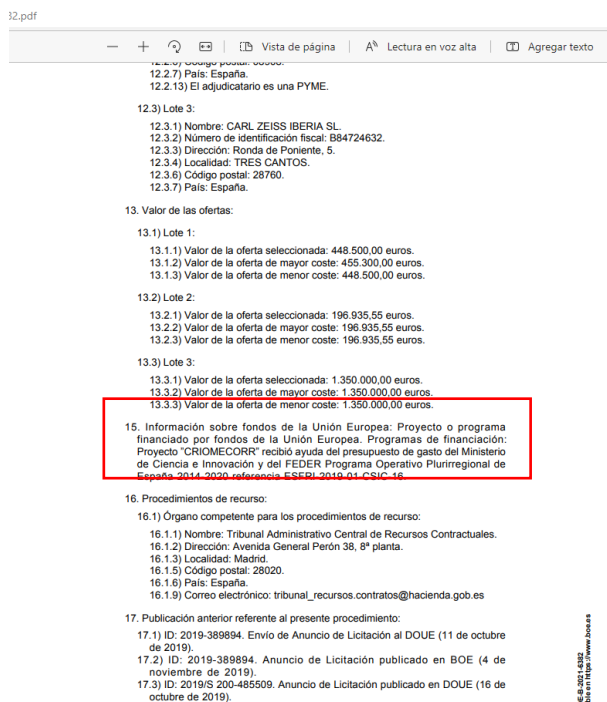 32.pdf
Vista de página
Lectura en voz alta
Agregar texto
12.2.7) País: España.
12.2.13) El adjudicatario es una PYME.
12.3) Lote 3:
12.3.1) Nombre: CARL ZEISS IBERIA SL.
12.3.2) Número de identificación fiscal: B84724632.
12.3.3) Dirección: Ronda de Poniente, 5.
12.3.4) Localidad: TRES CANTOS.
12.3.6) Código postal: 28760.
12.3.7) País: España.
13. Valor de las ofertas:
13.1) Lote 1:
13.1.1) Valor de la oferta seleccionada: 448.500,00 euros.
13.1.2) Valor de la oferta de mayor coste: 455.300,00 euros.
13.1.3) Valor de la oferta de menor coste: 448.500,00 euros.
13.2) Lote 2:
13.2.1) Valor de la oferta seleccionada: 196.935,55 euros.
13.2.2) Valor de la oferta de mayor coste: 196.935,55 euros.
13.2.3) Valor de la oferta de menor coste: 196.935,55 euros.
13.3) Lote 3:
13.3.1) Valor de la oferta seleccionada: 1.350.000,00 euros.
13.3.2) Valor de la oferta de mayor coste: 1.350.000,00 euros.
13.3.3) Valor de la oferta de menor coste: 1.350.000,00 euros.
15. Información sobre fondos de la Unión Europea: Proyecto o programa
financiado por fondos de la Unión Europea. Programas de financiación:
Proyecto "CRIOMECORR" recibió ayuda del presupuesto de gasto del Ministerio
de Ciencia e Innovación y del FEDER Programa Operativo Plurirregional de
España 2014-2020 referencia ESFRI-2019-01-CSIC-16.
16. Procedimientos de recurso:
16.1) Órgano competente para los procedimientos de recurso:
16.1.1) Nombre: Tribunal Administrativo Central de Recursos Contractuales.
16.1.2) Dirección: Avenida General Perón 38, 8ª planta.
16.1.3) Localidad: Madrid.
16.1.5) Código postal: 28020.
16.1.6) País: España.
16.1.9) Correo electrónico: tribunal_recursos.contratos@hacienda.gob.es
17. Publicación anterior referente al presente procedimiento:
17.1) ID: 2019-389894. Envío de Anuncio de Licitación al DOUE (11 de octubre
de 2019).
17.2) ID: 2019-389894. Anuncio de Licitación publicado en BOE (4 de
noviembre de 2019).
17.3) ID: 2019/S 200-485509. Anuncio de Licitación publicado en DOUE (16 de
octubre de 2019).
E-B-2021-6382
ble en https://www.boe.es